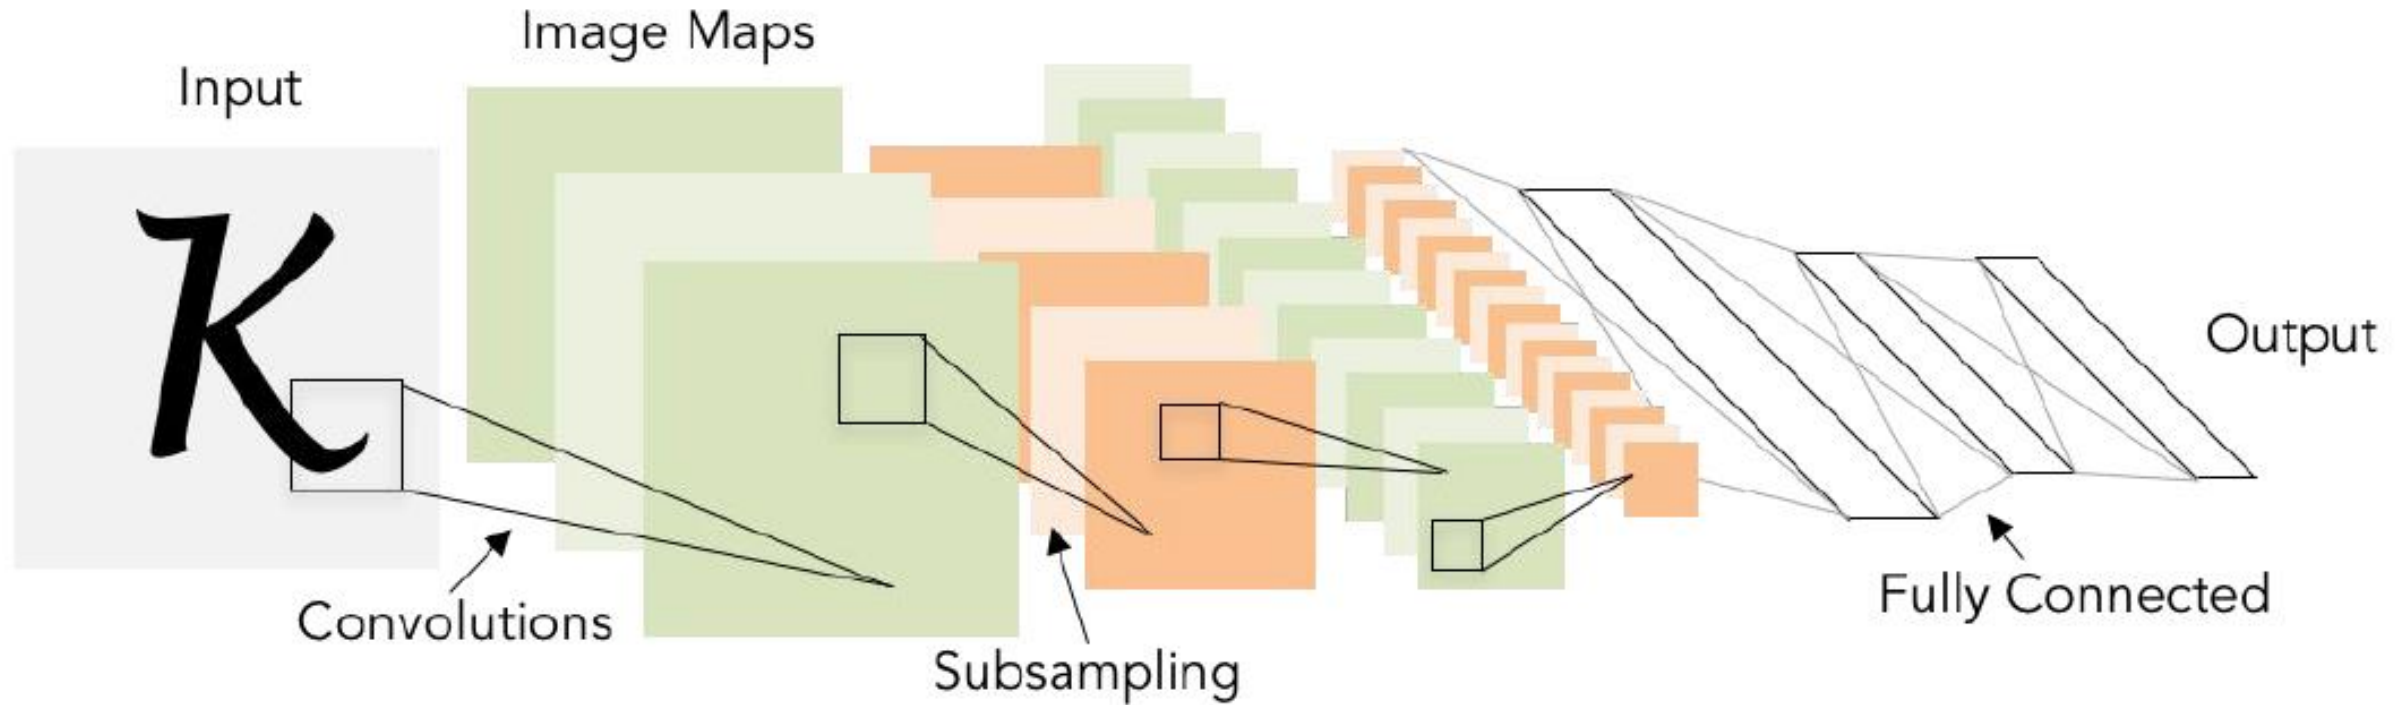 Image Maps
Input
K
Output
Convolutions
Fully Connected
Subsampling